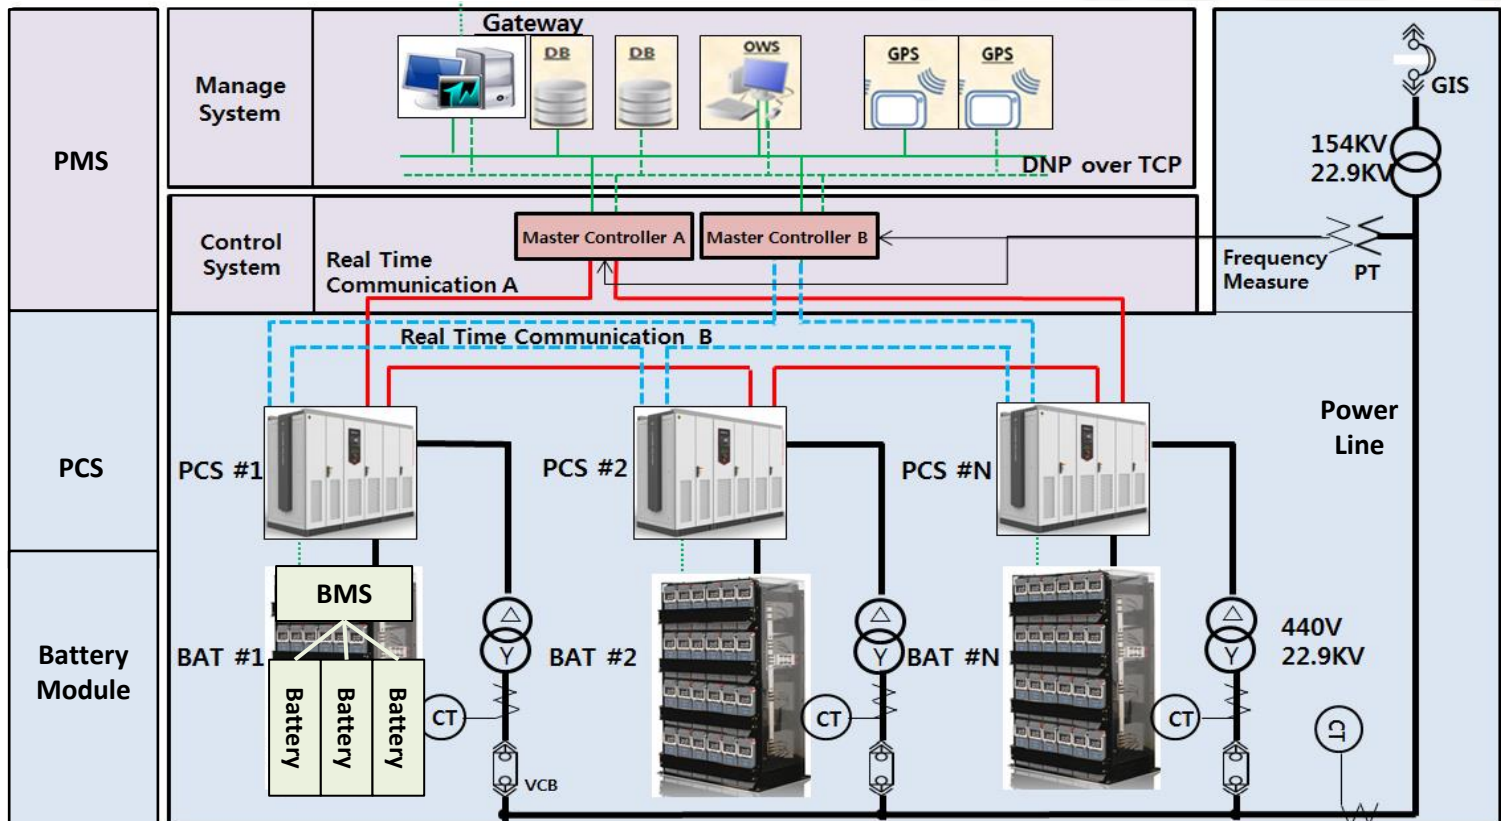 PMS
PCS
Battery
Module
Manage
System
Gateway
DB
DB
OWS
GPS
GPS
DNP over TCP
Control
System
Real Time
Communication A
Master Controller A
Master Controller B
GIS
154KV
22.9KV
Frequency
Measure
PT
Real Time Communication B
Power
Line
PCS #1
PCS #2
PCS #N
BMS
BAT #1
Battery
Battery
Battery
BAT #2
BAT #N
△
Y
△
Y
△
Y
440V
22.9KV
CT
CT
CT
CT
VCB